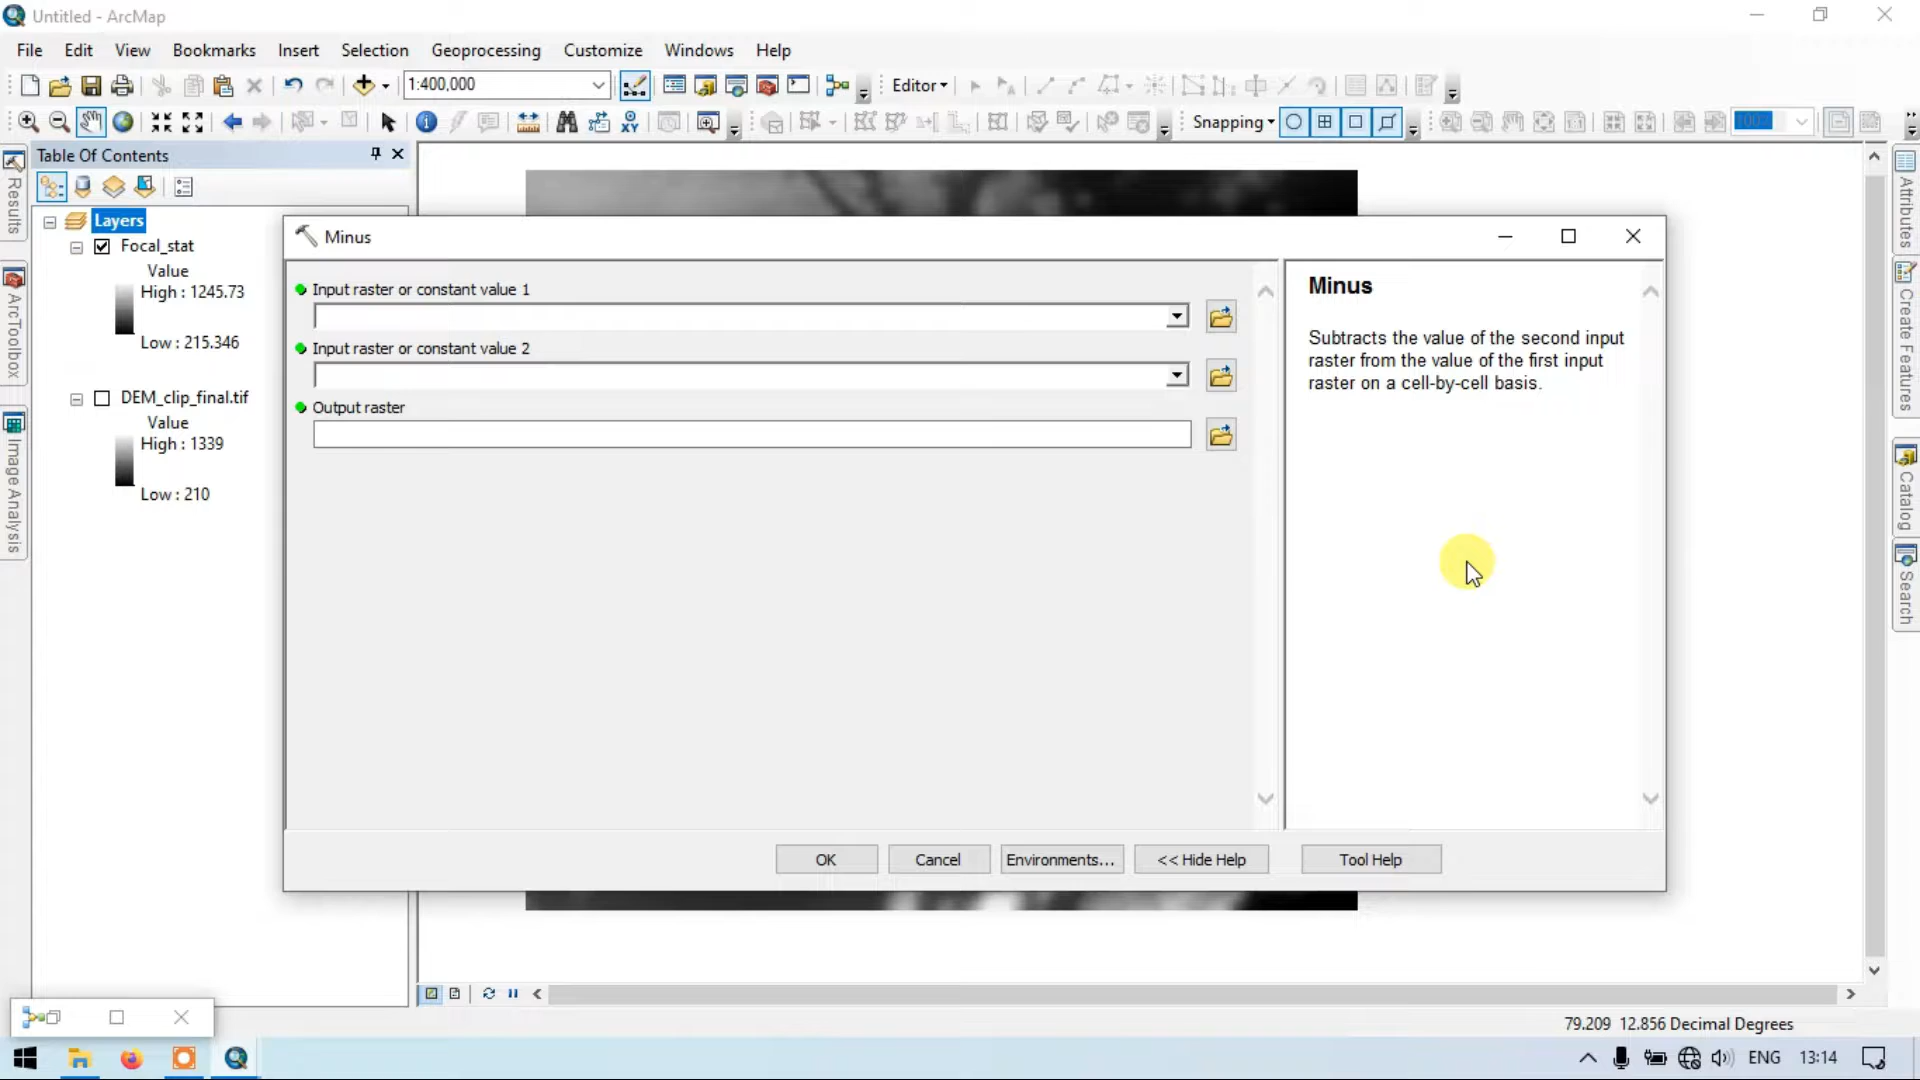 Untitled - ArcMap
File Edit View Bookmarks Insert Selection Geoprocessing Customize Windows Help
1:400,000
Editor
Snapping
100%
Table Of Contents
Results
ArcToolbox
Image Analysis
Layers
Focal_stat
Value
High : 1245.73
Low : 215.346
DEM_clip_final.tif
Value
High : 1339
Low : 210
Minus
Input raster or constant value 1
Input raster or constant value 2
Output raster
Minus
Subtracts the value of the second input
raster from the value of the first input
raster on a cell-by-cell basis.
OK
Cancel
Environments...
<< Hide Help
Tool Help
Attributes
Create Features
Catalog
Search
79.209 12.856 Decimal Degrees
ENG
13:14